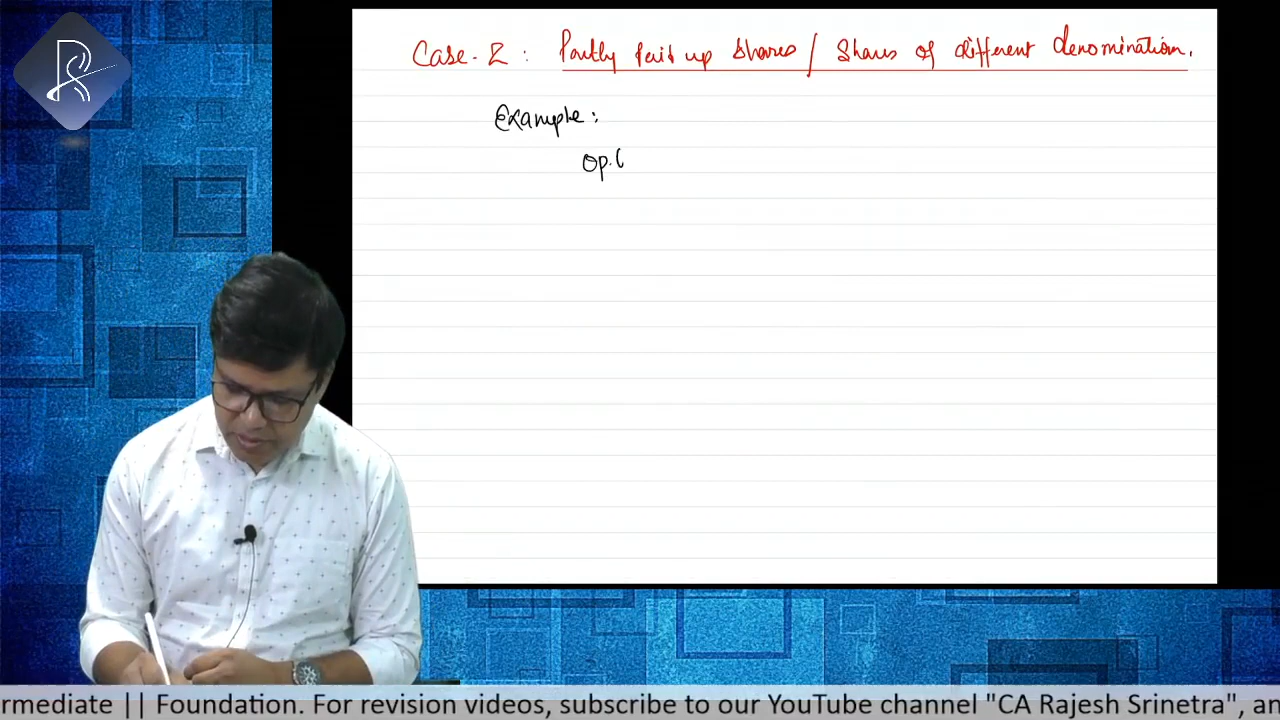 RS
Case-2 : Partly paid up shares / Shares of different denomination.
Example :
Op.(
rmediate || Foundation. For revision videos, subscribe to our YouTube channel "CA Rajesh Srinetra", an